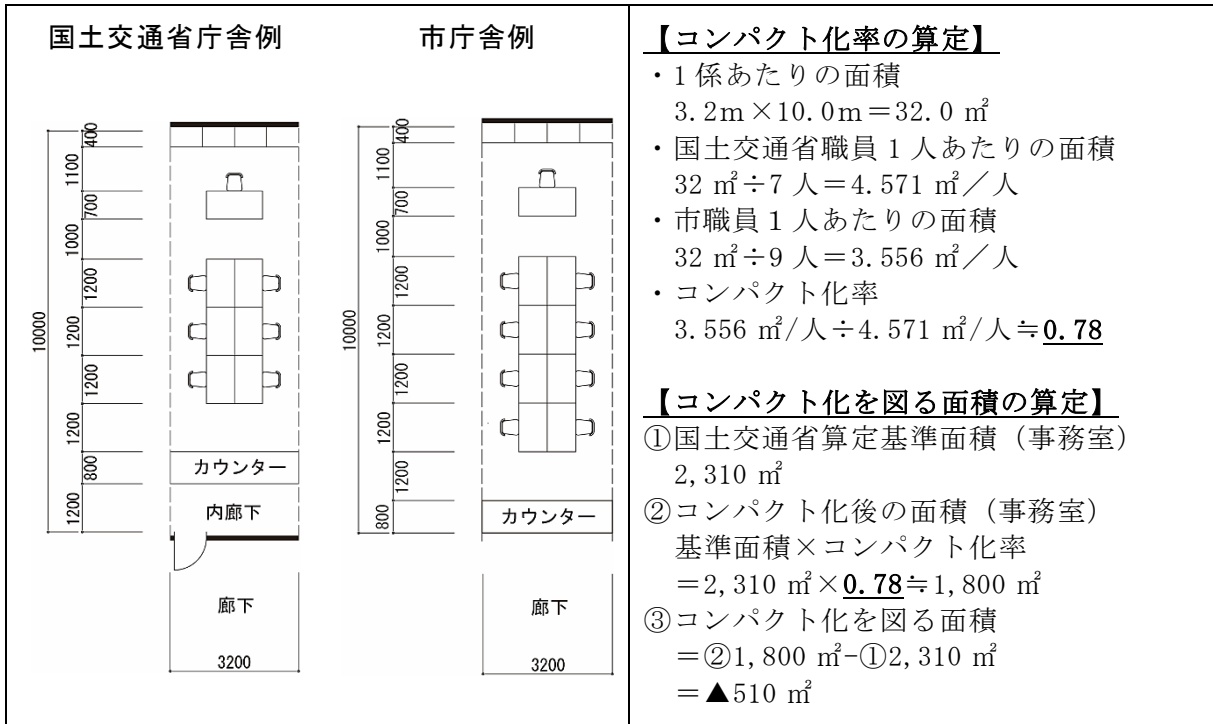 国土交通省庁舎例
400
1100
700
1000
1200
1200
1200
1200
800
1200
10000
カウンター
内廊下
廊下
3200
市庁舎例
400
1100
700
1000
1200
1200
1200
1200
1200
800
10000
カウンター
廊下
3200
【コンパクト化率の算定】
・1係あたりの面積
3.2m×10.0m＝32.0㎡
・国土交通省職員1人あたりの面積
32㎡÷7人＝4.571㎡／人
・市職員1人あたりの面積
32㎡÷9人＝3.556㎡／人
・コンパクト化率
3.556㎡/人÷4.571㎡/人≒0.78
【コンパクト化を図る面積の算定】
①国土交通省算定基準面積（事務室）
2,310㎡
②コンパクト化後の面積（事務室）
基準面積×コンパクト化率
＝2,310㎡×0.78≒1,800㎡
③コンパクト化を図る面積
＝②1,800㎡-①2,310㎡
＝▲510㎡